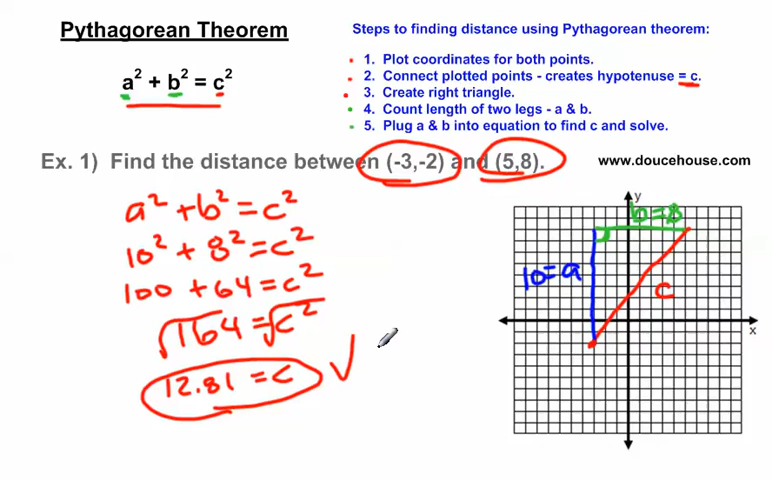 Pythagorean Theorem
a² + b² = c²
Steps to finding distance using Pythagorean theorem:
1. Plot coordinates for both points.
2. Connect plotted points - creates hypotenuse = c.
3. Create right triangle.
4. Count length of two legs - a & b.
5. Plug a & b into equation to find c and solve.
Ex. 1) Find the distance between (-3,-2) and (5,8).
www.doucehouse.com
a² + b² = c²
10² + 8² = c²
100 + 64 = c²
√164 = √c²
12.81 = c
y
b=8
10=a
c
x